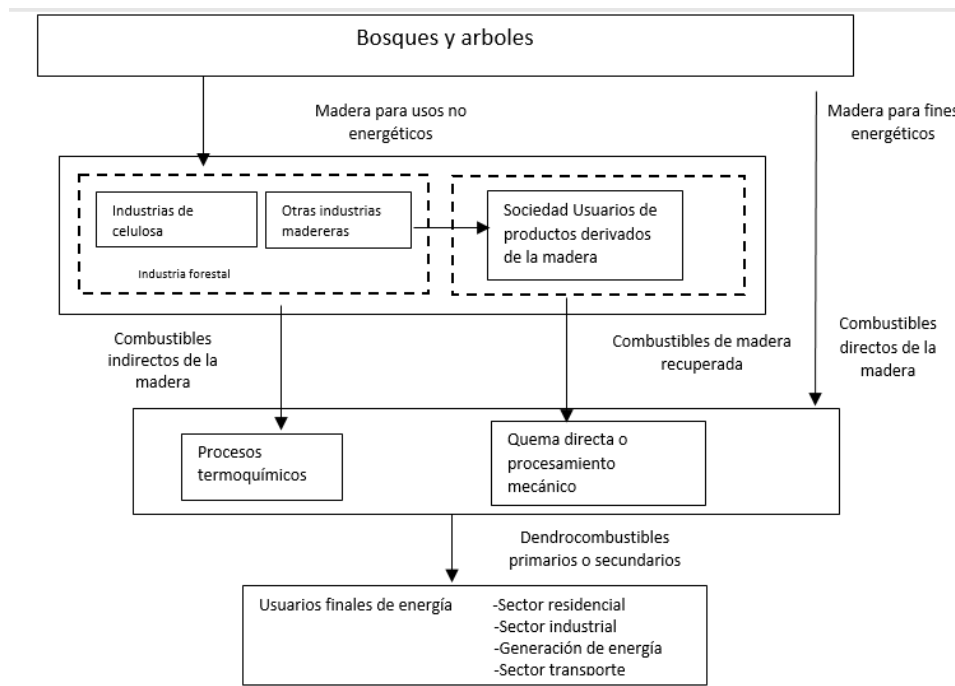 Bosques y arboles
Madera para usos no
energéticos
Madera para fines
energéticos
Industrias de
celulosa
Otras industrias
madereras
Industria forestal
Sociedad Usuarios de
productos derivados
de la madera
Combustibles
indirectos de la
madera
Combustibles de madera
recuperada
Combustibles
directos de la
madera
Procesos
termoquímicos
Quema directa o
procesamiento
mecánico
Dendrocombustibles
primarios o secundarios
Usuarios finales de energía -Sector residencial
-Sector industrial
-Generación de energía
-Sector transporte